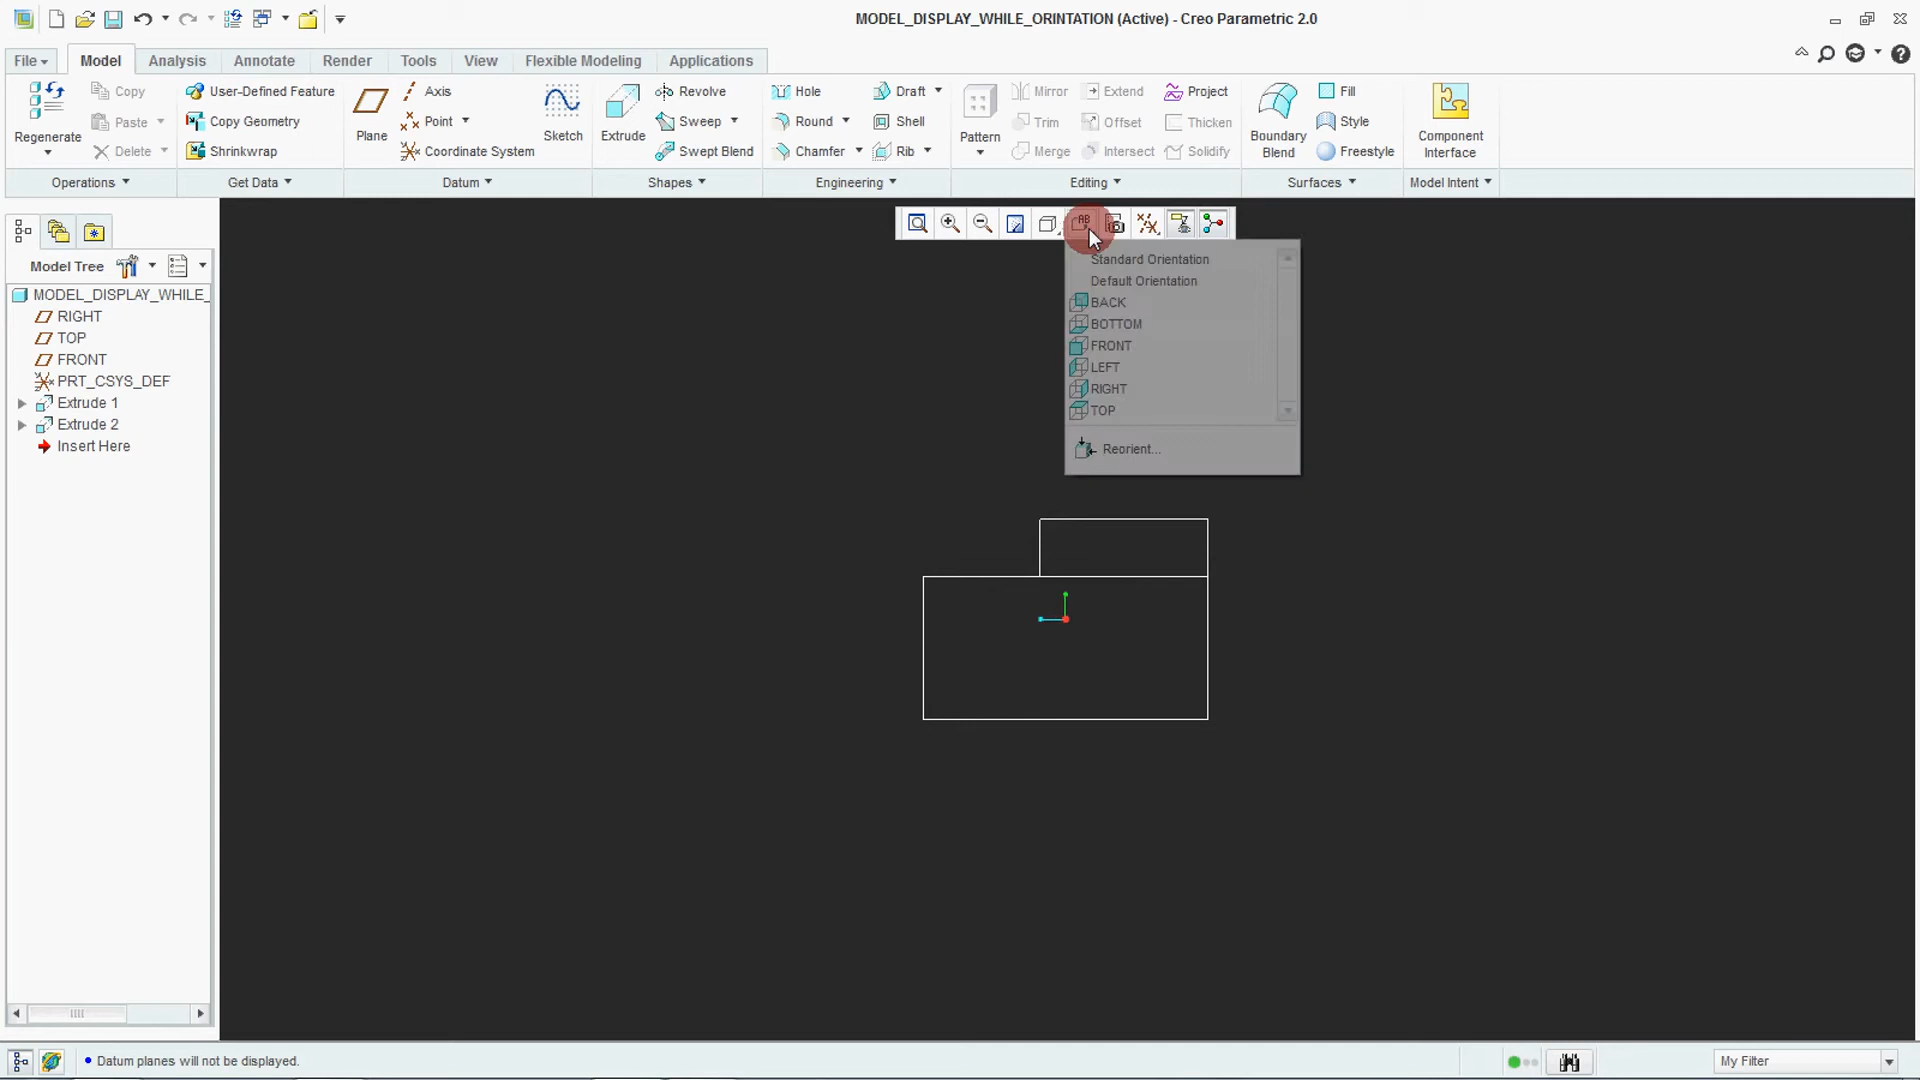 MODEL_DISPLAY_WHILE_ORINTATION (Active) - Creo Parametric 2.0
File Model Analysis Annotate Render Tools View Flexible Modeling Applications
Regenerate
Copy
Paste
Delete
Operations
User-Defined Feature
Copy Geometry
Shrinkwrap
Get Data
Plane
Axis
Point
Coordinate System
Sketch
Datum
Extrude
Revolve
Sweep
Swept Blend
Shapes
Hole
Round
Chamfer
Draft
Shell
Rib
Engineering
Pattern
Mirror
Trim
Merge
Extend
Offset
Intersect
Project
Thicken
Solidify
Editing
Boundary
Blend
Fill
Style
Freestyle
Surfaces
Component
Interface
Model Intent
Model Tree
MODEL_DISPLAY_WHILE_
RIGHT
TOP
FRONT
PRT_CSYS_DEF
Extrude 1
Extrude 2
Insert Here
AB
Standard Orientation
Default Orientation
BACK
BOTTOM
FRONT
LEFT
RIGHT
TOP
Reorient...
Datum planes will not be displayed.
My Filter